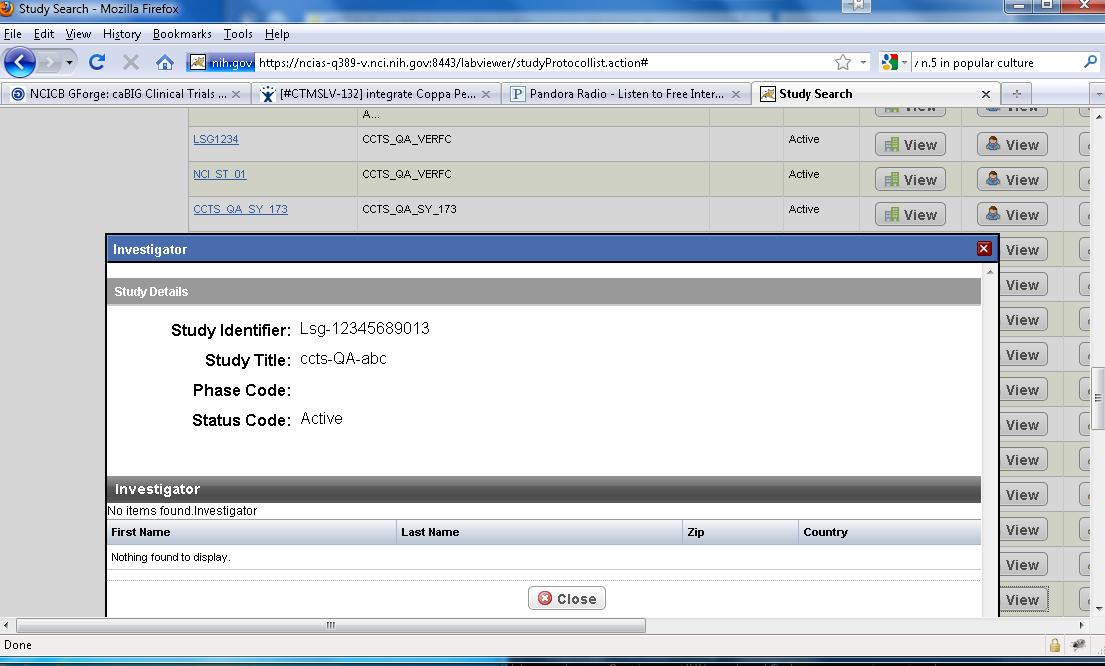 Study Search - Mozilla Firefox
File Edit View History Bookmarks Tools Help
nih.gov https://ncias-q389-v.nci.nih.gov:8443/labviewer/studyProtocollist.action# n.5 in popular culture
NCICB GForge: caBIG Clinical Trials ... [#CTMSLV-132] integrate Coppa Pe... Pandora Radio - Listen to Free Inter... Study Search
A...
LSG1234 CCTS_QA_VERFC Active View View
NCI_ST_01 CCTS_QA_VERFC Active View View
CCTS_QA_SY_173 CCTS_QA_SY_173 Active View View
Investigator View
Study Details View
Study Identifier: Lsg-12345689013 View
Study Title: ccts-QA-abc View
Phase Code: View
Status Code: Active View
View
Investigator View
No items found.Investigator
First Name Last Name Zip Country View
Nothing found to display. View
Close View
Done